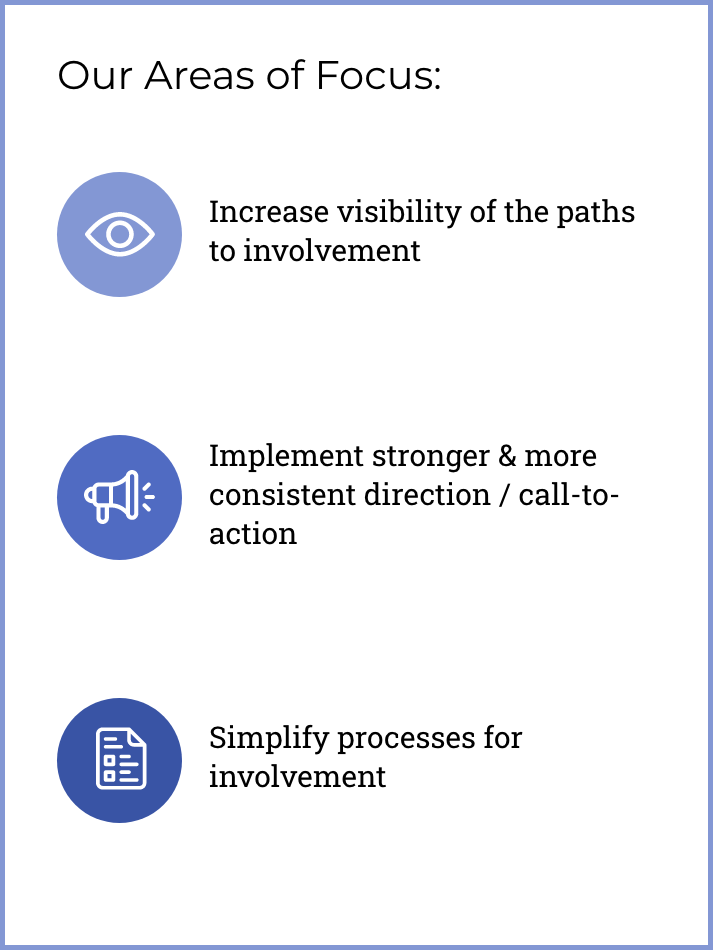 Our Areas of Focus:
Increase visibility of the paths
to involvement
Implement stronger & more
consistent direction / call-to-
action
Simplify processes for
involvement